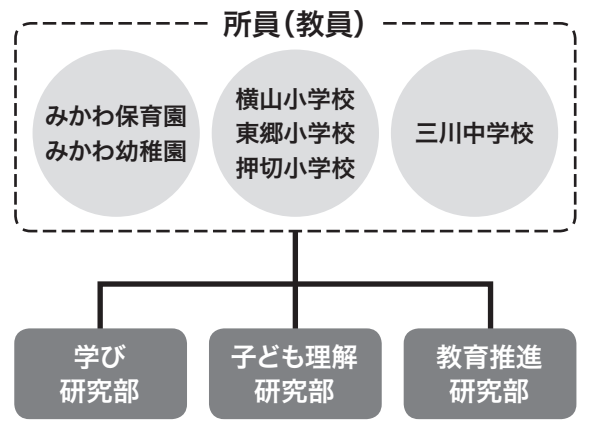 所員（教員）
みかわ保育園
みかわ幼稚園
横山小学校
東郷小学校
押切小学校
三川中学校
学び
研究部
子ども理解
研究部
教育推進
研究部